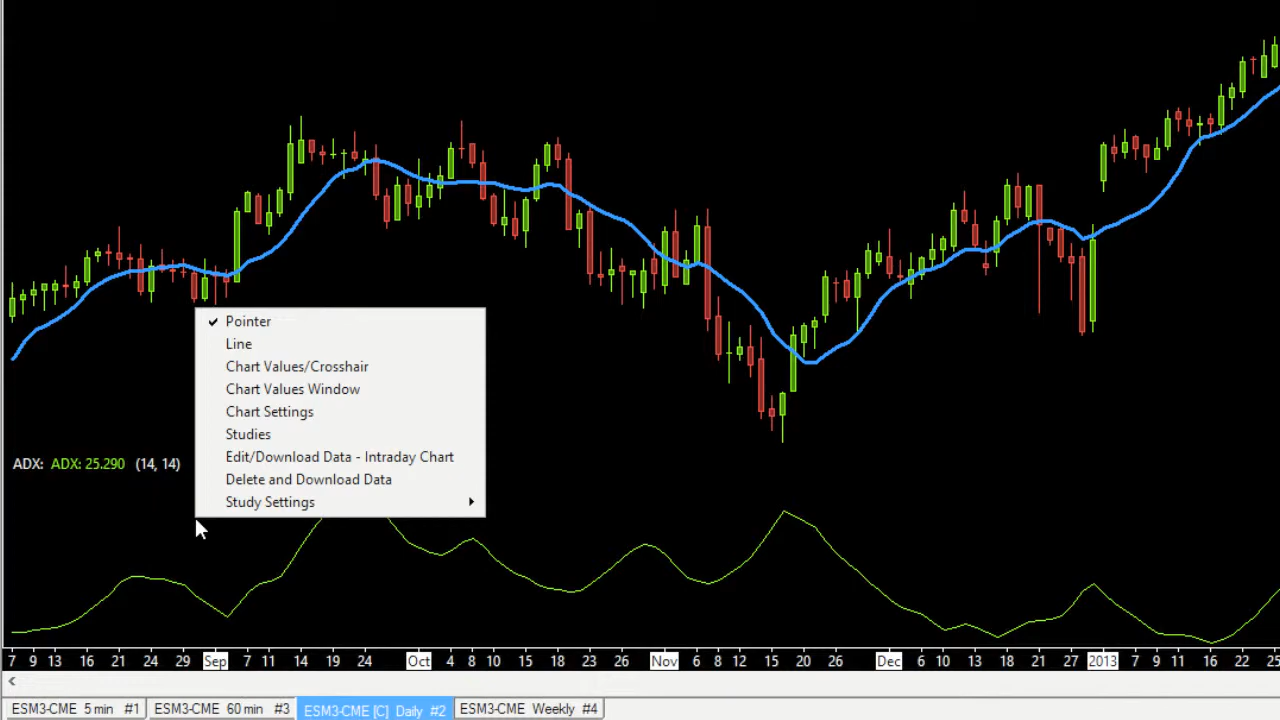 Pointer
Line
Chart Values/Crosshair
Chart Values Window
Chart Settings
Studies
Edit/Download Data - Intraday Chart
Delete and Download Data
Study Settings
ADX: ADX: 25.290 (14, 14)
7 9 13 16 21 24 29 Sep 7 11 14 19 24 Oct 4 8 10 15 18 23 26 Nov 6 8 12 15 20 26 Dec 6 10 13 18 21 27 2013 7 9 11 16 22 25
ESM3-CME 5 min #1 ESM3-CME 60 min #3 ESM3-CME [C] Daily #2 ESM3-CME Weekly #4